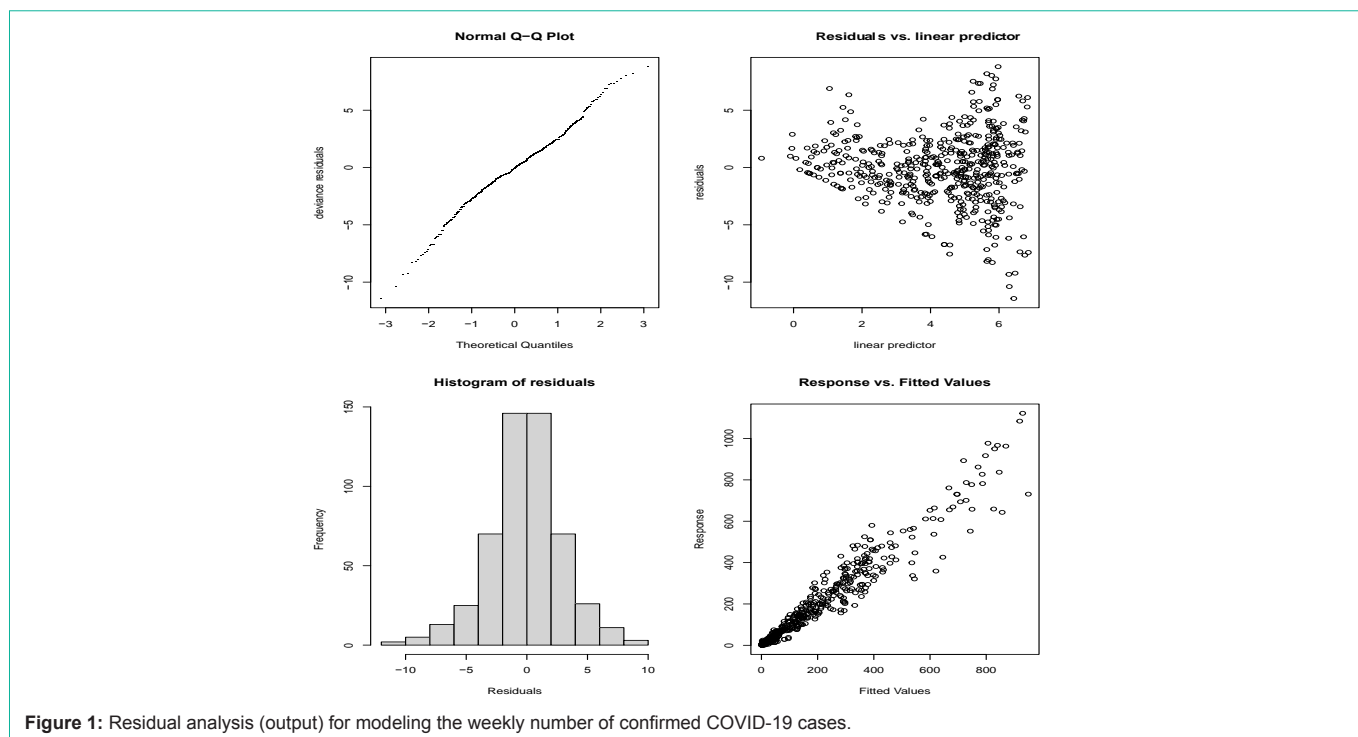 Normal Q−Q Plot
deviance residuals
5
0
−5
−10
−3 −2 −1 0 1 2 3
Theoretical Quantiles
Residuals vs. linear predictor
residuals
5
0
−5
−10
0 2 4 6
linear predictor
Histogram of residuals
Frequency
150
100
50
0
−10 −5 0 5 10
Residuals
Response vs. Fitted Values
Response
1000
800
600
400
200
0
0 200 400 600 800
Fitted Values
Figure 1: Residual analysis (output) for modeling the weekly number of confirmed COVID-19 cases.